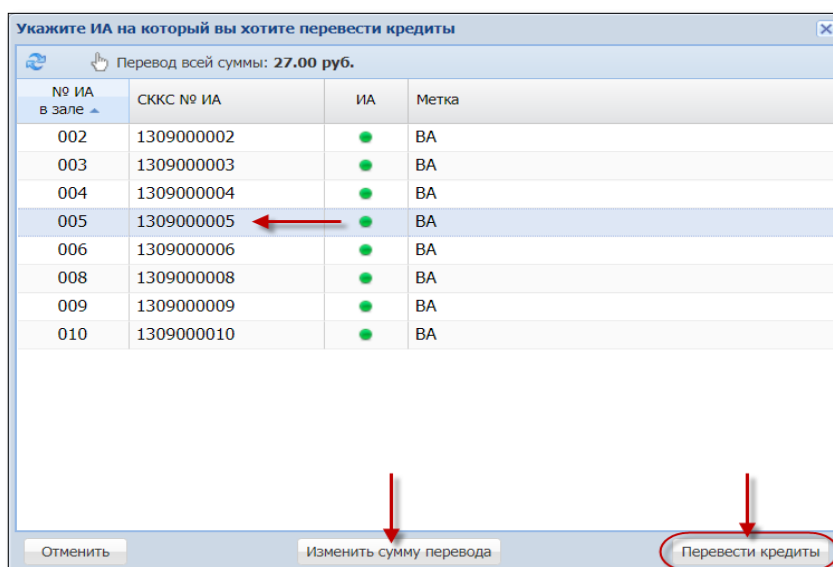 Укажите ИА на который вы хотите перевести кредиты
Перевод всей суммы: 27.00 руб.
№ ИА в зале СККС № ИА ИА Метка
002 1309000002 ВА
003 1309000003 ВА
004 1309000004 ВА
005 1309000005 ВА
006 1309000006 ВА
008 1309000008 ВА
009 1309000009 ВА
010 1309000010 ВА
Отменить Изменить сумму перевода Перевести кредиты